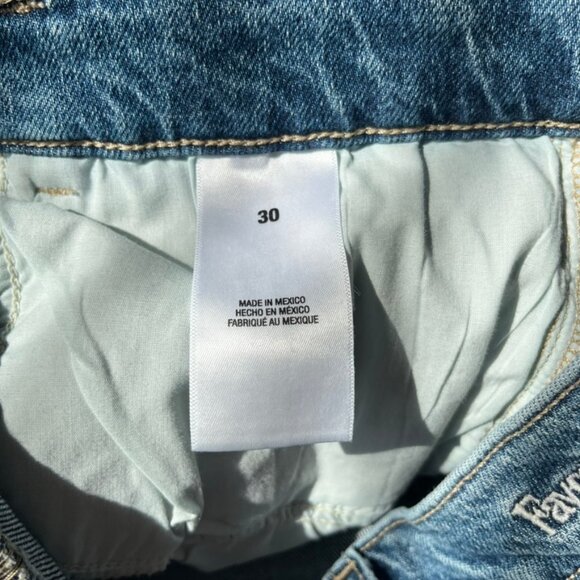 30
MADE IN MEXICO
HECHO EN MÉXICO
FABRIQUÉ AU MEXIQUE